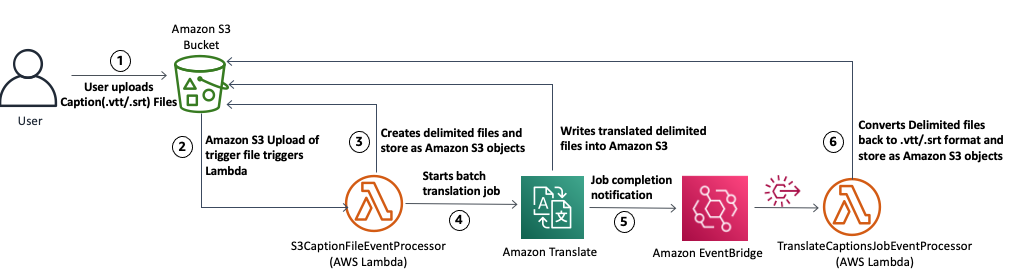 Amazon S3
Bucket
1
User uploads
Caption(.vtt/.srt) Files
User
2
Amazon S3 Upload of
trigger file triggers
Lambda
3
Creates delimited files and
store as Amazon S3 objects
Starts batch
translation job
4
S3CaptionFileEventProcessor
(AWS Lambda)
Writes translated delimited
files into Amazon S3
A
文
Amazon Translate
Job completion
notification
5
Amazon EventBridge
6
Converts Delimited files
back to .vtt/.srt format and
store as Amazon S3 objects
TranslateCaptionsJobEventProcessor
(AWS Lambda)